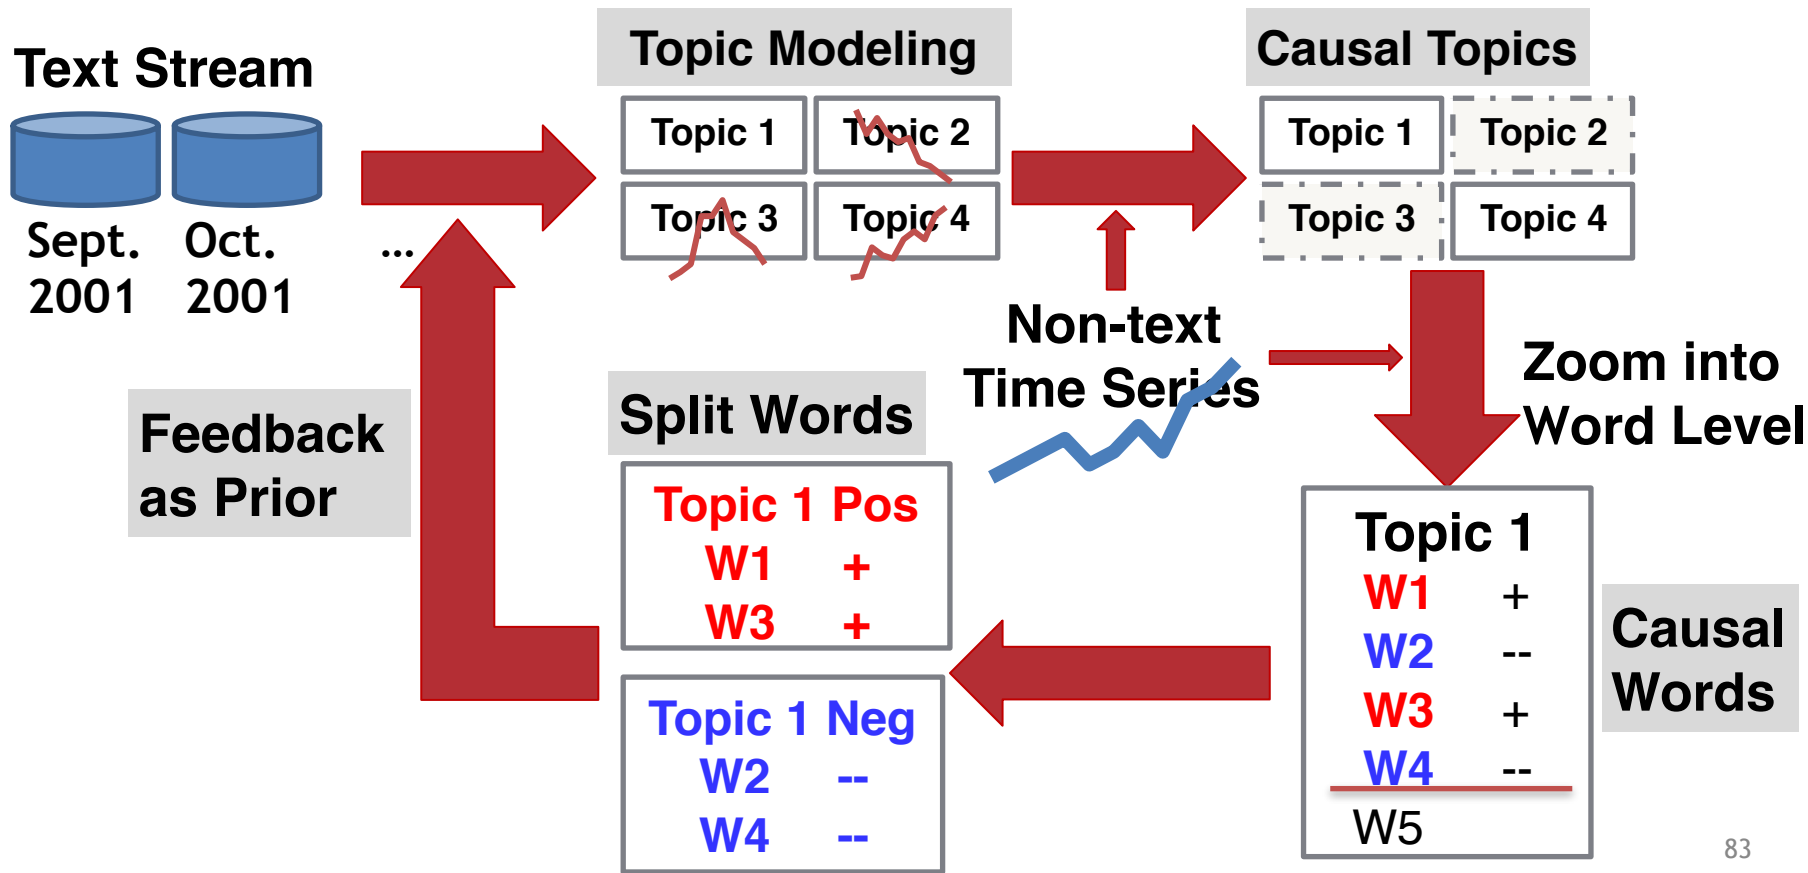 Text Stream
Sept.
2001
Oct.
2001
...
Topic Modeling
Topic 1
Topic 2
Topic 3
Topic 4
Causal Topics
Topic 1
Topic 2
Topic 3
Topic 4
Non-text
Time Series
Zoom into
Word Level
Feedback
as Prior
Split Words
Topic 1 Pos
W1 +
W3 +
Topic 1 Neg
W2 --
W4 --
Topic 1
W1 +
W2 --
W3 +
W4 --
W5
Causal
Words
83